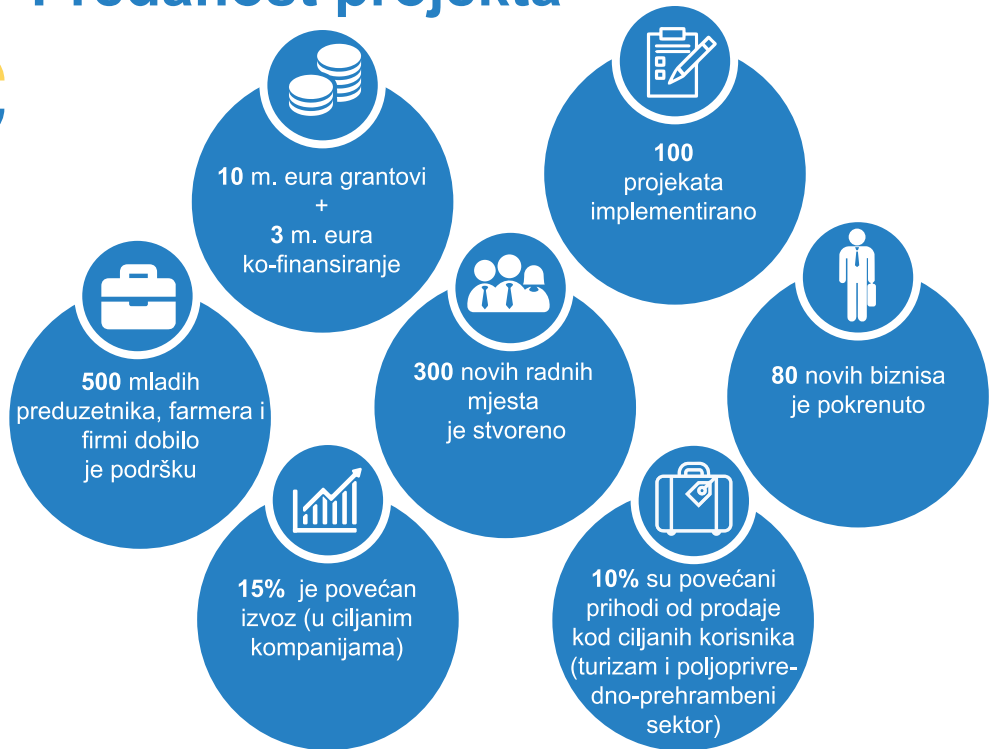 Predanost projekta
10 m. eura grantovi
+
3 m. eura
ko-finansiranje
100
projekata
implementirano
500 mladih
preduzetnika, farmera i
firmi dobilo
je podršku
300 novih radnih
mjesta
je stvoreno
80 novih biznisa
je pokrenuto
15% je povećan
izvoz (u ciljanim
kompanijama)
10% su povećani
prihodi od prodaje
kod ciljanih korisnika
(turizam i poljoprivre-
dno-prehrambeni
sektor)